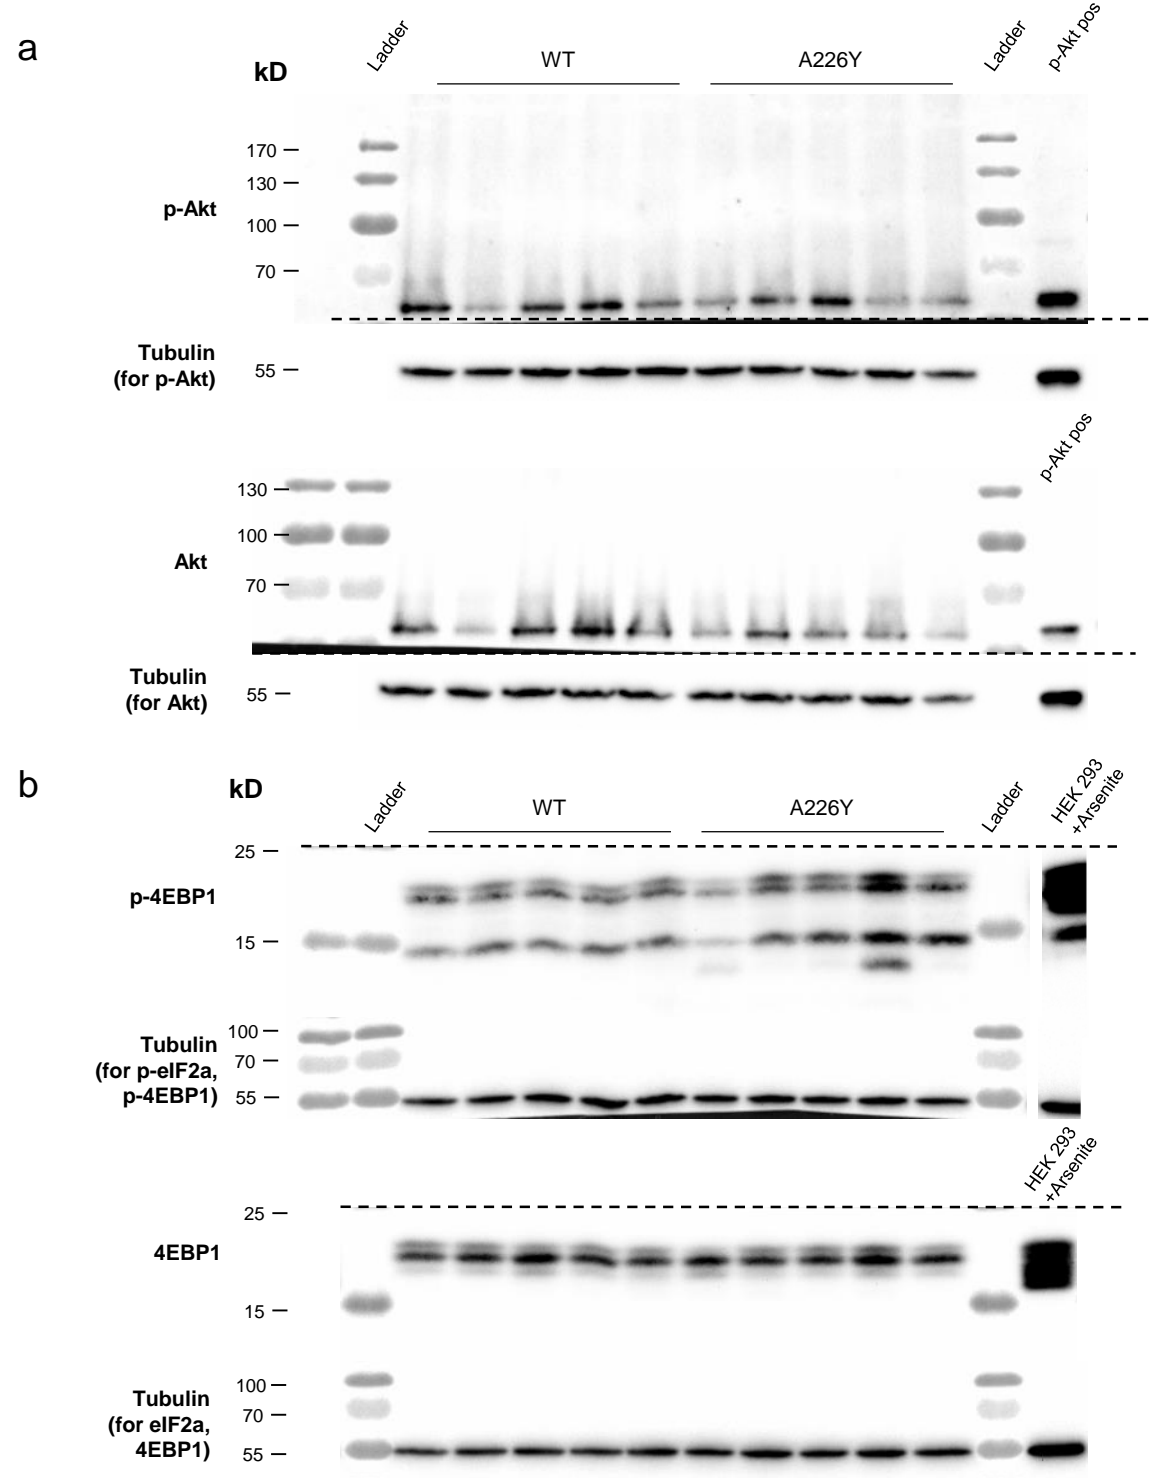 a
kD
Ladder
WT
A226Y
Ladder
p-Akt pos
170
130
p-Akt
100
70
Tubulin
(for p-Akt)
55
p-Akt pos
130
100
Akt
70
Tubulin
(for Akt)
55
b
kD
Ladder
WT
A226Y
Ladder
HEK 293
+Arsenite
25
p-4EBP1
15
100
Tubulin
(for p-eIF2a,
p-4EBP1)
70
55
HEK 293
+Arsenite
25
4EBP1
15
100
Tubulin
(for eIF2a,
4EBP1)
70
55